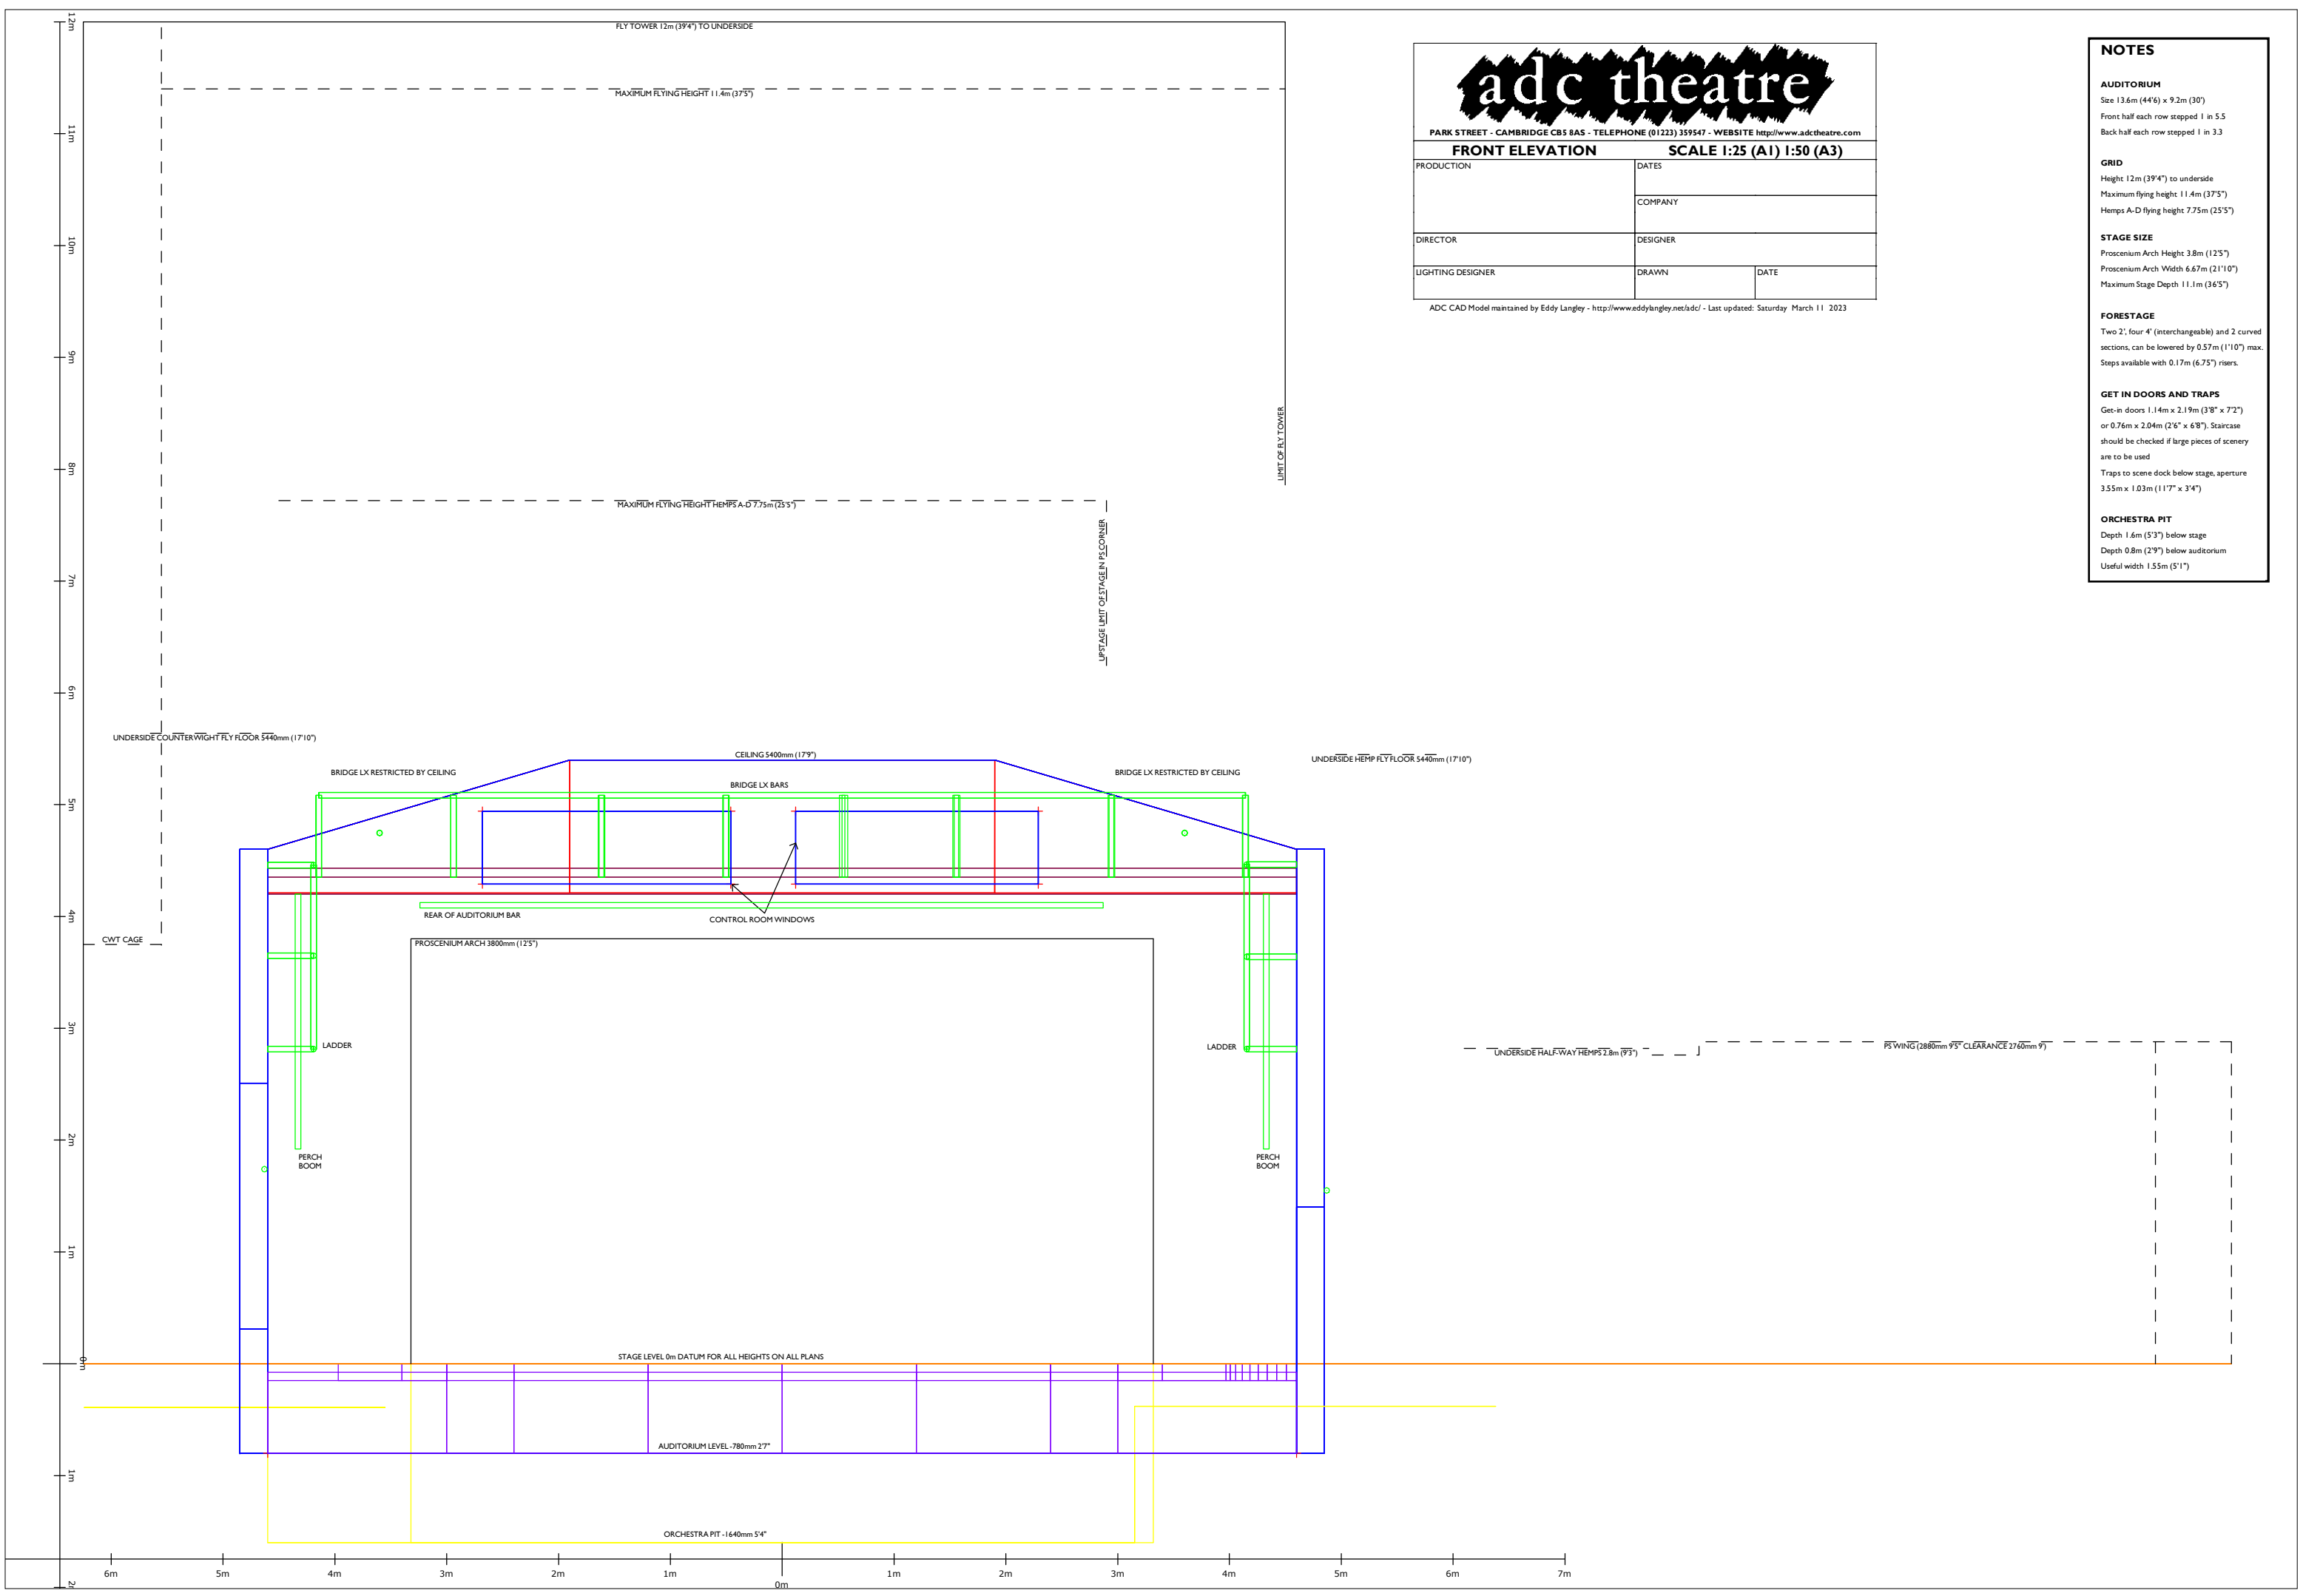 FLY TOWER 12m (39'4") TO UNDERSIDE
MAXIMUM FLYING HEIGHT 11.4m (37'5")
LIMIT OF FLY TOWER
MAXIMUM FLYING HEIGHT HEMPS A-D 7.75m (25'5")
UPSTAGE LIMIT OF STAGE IN PS CORNER
UNDERSIDE COUNTERWIGHT FLY FLOOR 5440mm (17'10")
CEILING 5400mm (17'9")
UNDERSIDE HEMP FLY FLOOR 5440mm (17'10")
BRIDGE LX RESTRICTED BY CEILING
BRIDGE LX BARS
BRIDGE LX RESTRICTED BY CEILING
REAR OF AUDITORIUM BAR
CONTROL ROOM WINDOWS
CWT CAGE
PROSCENIUM ARCH 3800mm (12'5")
LADDER
LADDER
UNDERSIDE HALF-WAY HEMPS 2.8m (9'3")
PS WING (2880mm 9'5" CLEARANCE 2760mm 9')
PERCH
BOOM
PERCH
BOOM
STAGE LEVEL 0m DATUM FOR ALL HEIGHTS ON ALL PLANS
AUDITORIUM LEVEL -780mm 2'7"
ORCHESTRA PIT -1640mm 5'4"
12m
11m
10m
9m
8m
7m
6m
5m
4m
3m
2m
1m
0m
1m
6m 5m 4m 3m 2m 1m 0m 1m 2m 3m 4m 5m 6m 7m
adc theatre
PARK STREET - CAMBRIDGE CB5 8AS - TELEPHONE (01223) 359547 - WEBSITE http://www.adctheatre.com
FRONT ELEVATION SCALE 1:25 (A1) 1:50 (A3)
PRODUCTION
DATES
COMPANY
DIRECTOR
DESIGNER
LIGHTING DESIGNER
DRAWN
DATE
ADC CAD Model maintained by Eddy Langley - http://www.eddylangley.net/adc/ - Last updated: Saturday March 11 2023
NOTES
AUDITORIUM
Size 13.6m (44'6) x 9.2m (30')
Front half each row stepped 1 in 5.5
Back half each row stepped 1 in 3.3
GRID
Height 12m (39'4") to underside
Maximum flying height 11.4m (37'5")
Hemps A-D flying height 7.75m (25'5")
STAGE SIZE
Proscenium Arch Height 3.8m (12'5")
Proscenium Arch Width 6.67m (21'10")
Maximum Stage Depth 11.1m (36'5")
FORESTAGE
Two 2', four 4' (interchangeable) and 2 curved
sections, can be lowered by 0.57m (1'10") max.
Steps available with 0.17m (6.75") risers.
GET IN DOORS AND TRAPS
Get-in doors 1.14m x 2.19m (3'8" x 7'2")
or 0.76m x 2.04m (2'6" x 6'8"). Staircase
should be checked if large pieces of scenery
are to be used
Traps to scene dock below stage, aperture
3.55m x 1.03m (11'7" x 3'4")
ORCHESTRA PIT
Depth 1.6m (5'3") below stage
Depth 0.8m (2'9") below auditorium
Useful width 1.55m (5'1")